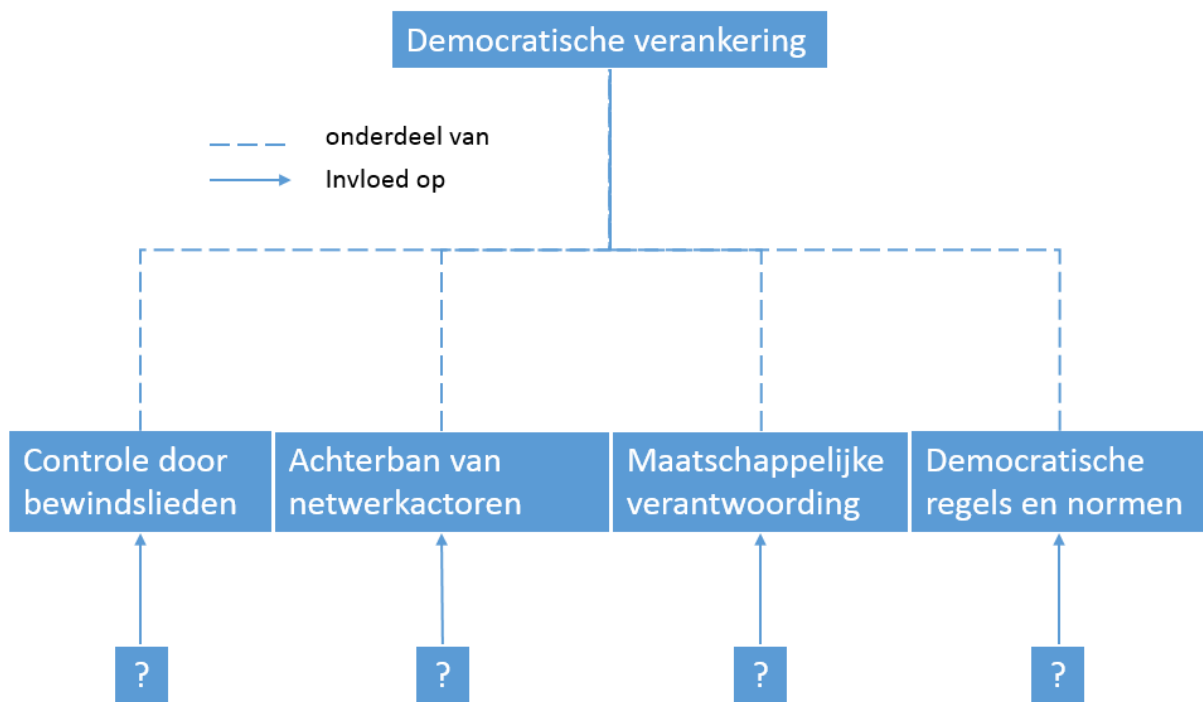 Democratische verankering
onderdeel van
Invloed op
Controle door
bewindslieden
Achterban van
netwerkactoren
Maatschappelijke
verantwoording
Democratische
regels en normen
?
?
?
?